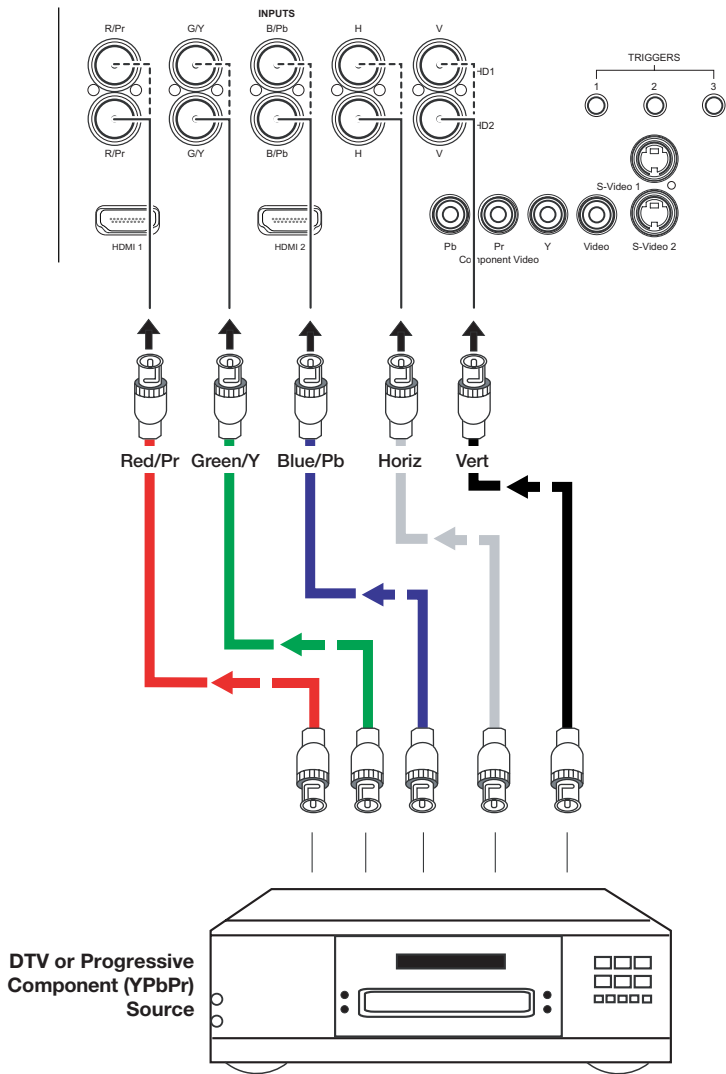 INPUTS
R/Pr G/Y B/Pb H V
TRIGGERS
1 2 3
HD1
HD2
R/Pr G/Y B/Pb H V
S-Video 1
HDMI 1 HDMI 2 Pb Pr Y Video S-Video 2
Component Video
Red/Pr Green/Y Blue/Pb Horiz Vert
DTV or Progressive
Component (YPbPr)
Source